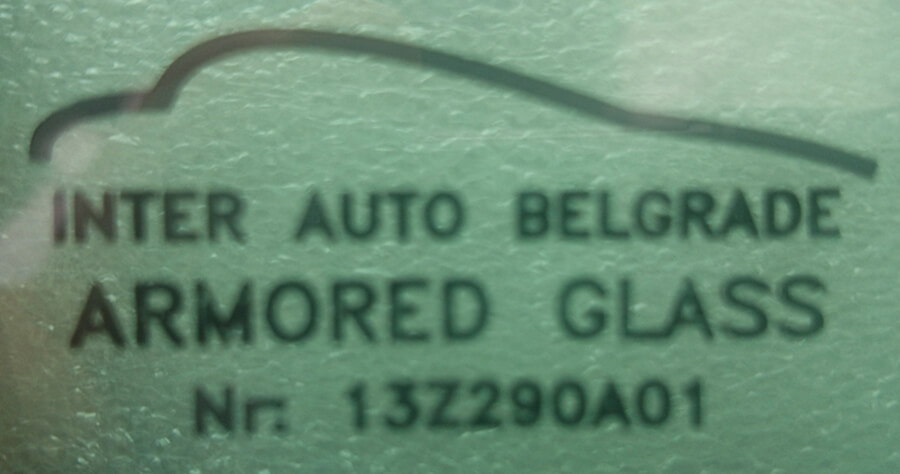 INTER AUTO BELGRADE
ARMORED GLASS
Nr: 13Z290A01